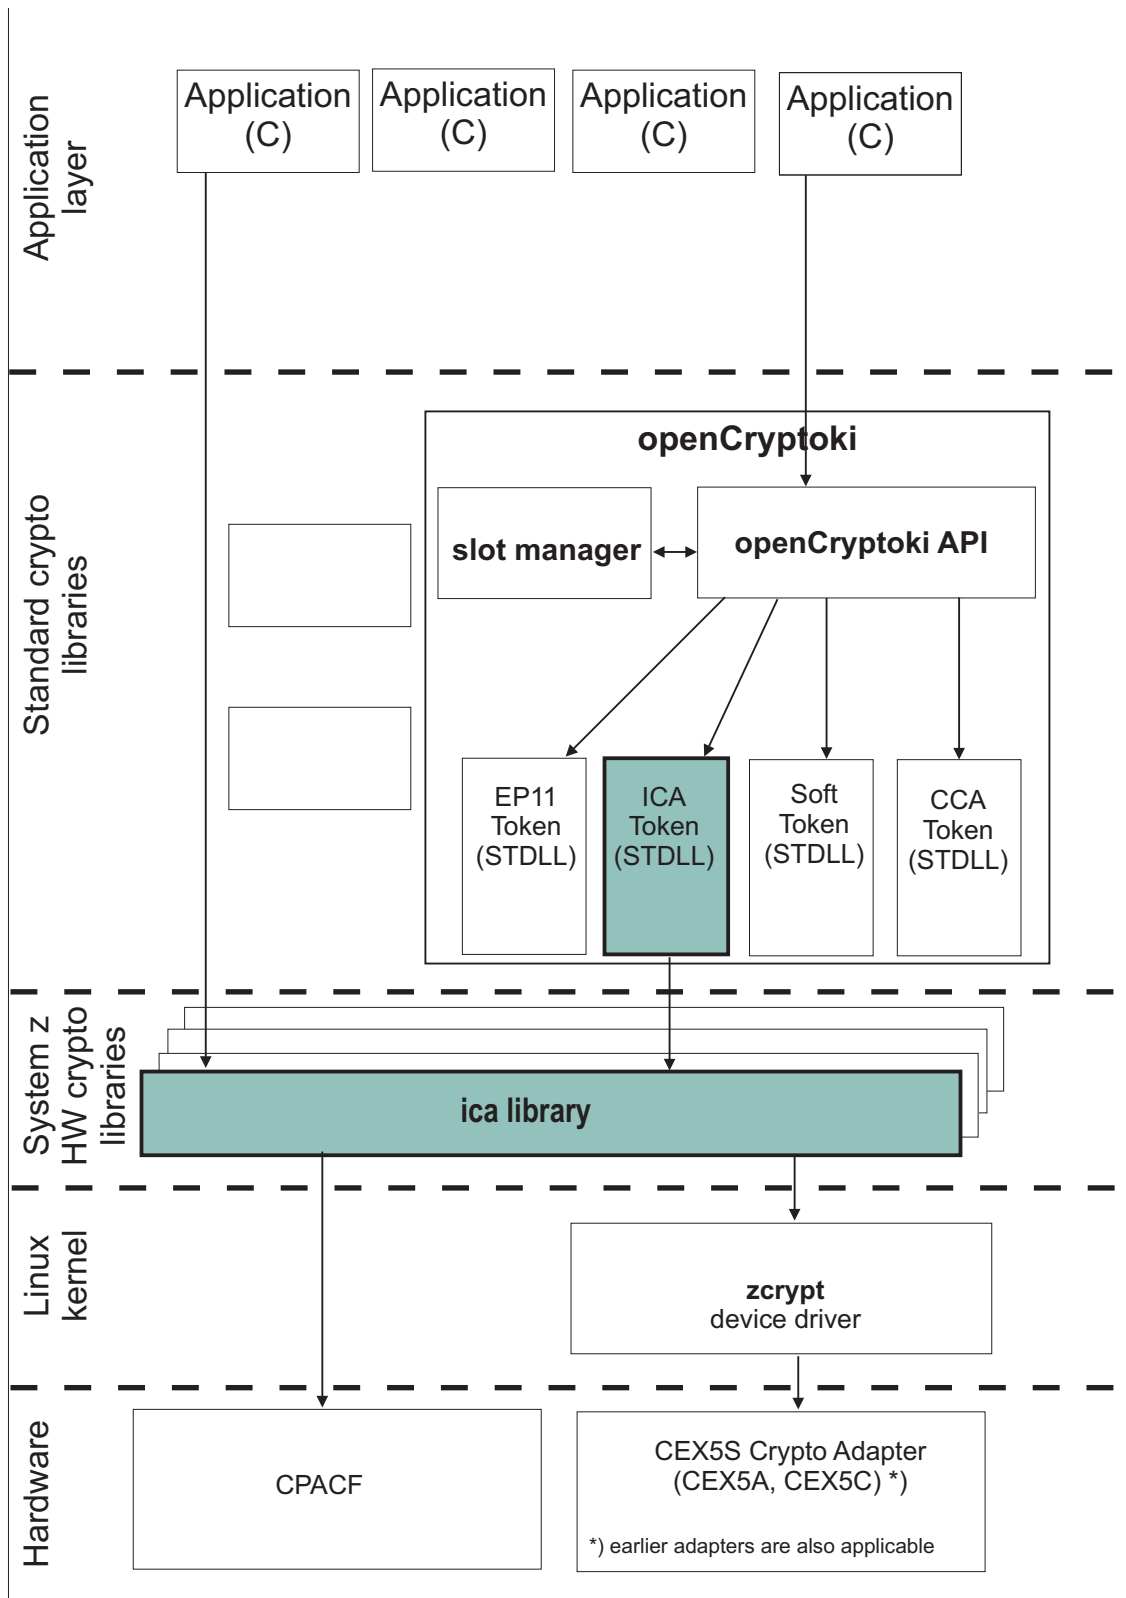 Application
layer
Application
(C)
Application
(C)
Application
(C)
Application
(C)
Standard crypto
libraries
openCryptoki
slot manager
openCryptoki API
EP11
Token
(STDLL)
ICA
Token
(STDLL)
Soft
Token
(STDLL)
CCA
Token
(STDLL)
System z
HW crypto
libraries
ica library
Linux
kernel
zcrypt
device driver
Hardware
CPACF
CEX5S Crypto Adapter
(CEX5A, CEX5C) *)
*) earlier adapters are also applicable